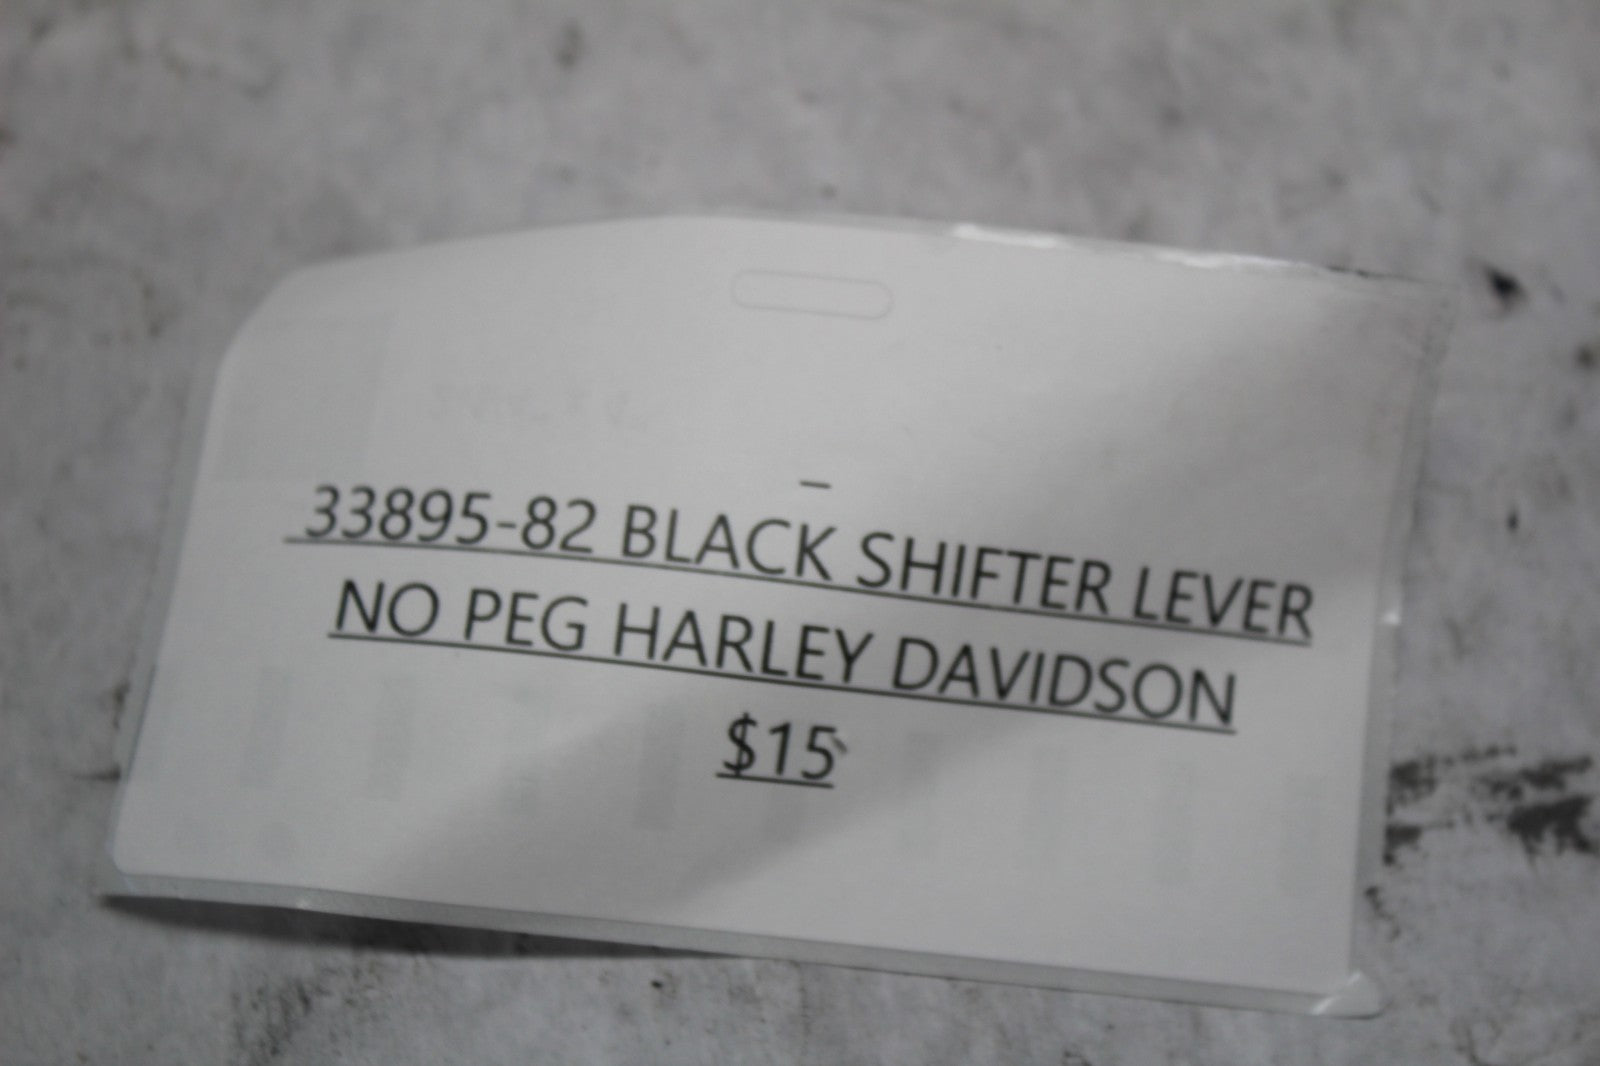 33895-82 BLACK SHIFTER LEVER
NO PEG HARLEY DAVIDSON
$15